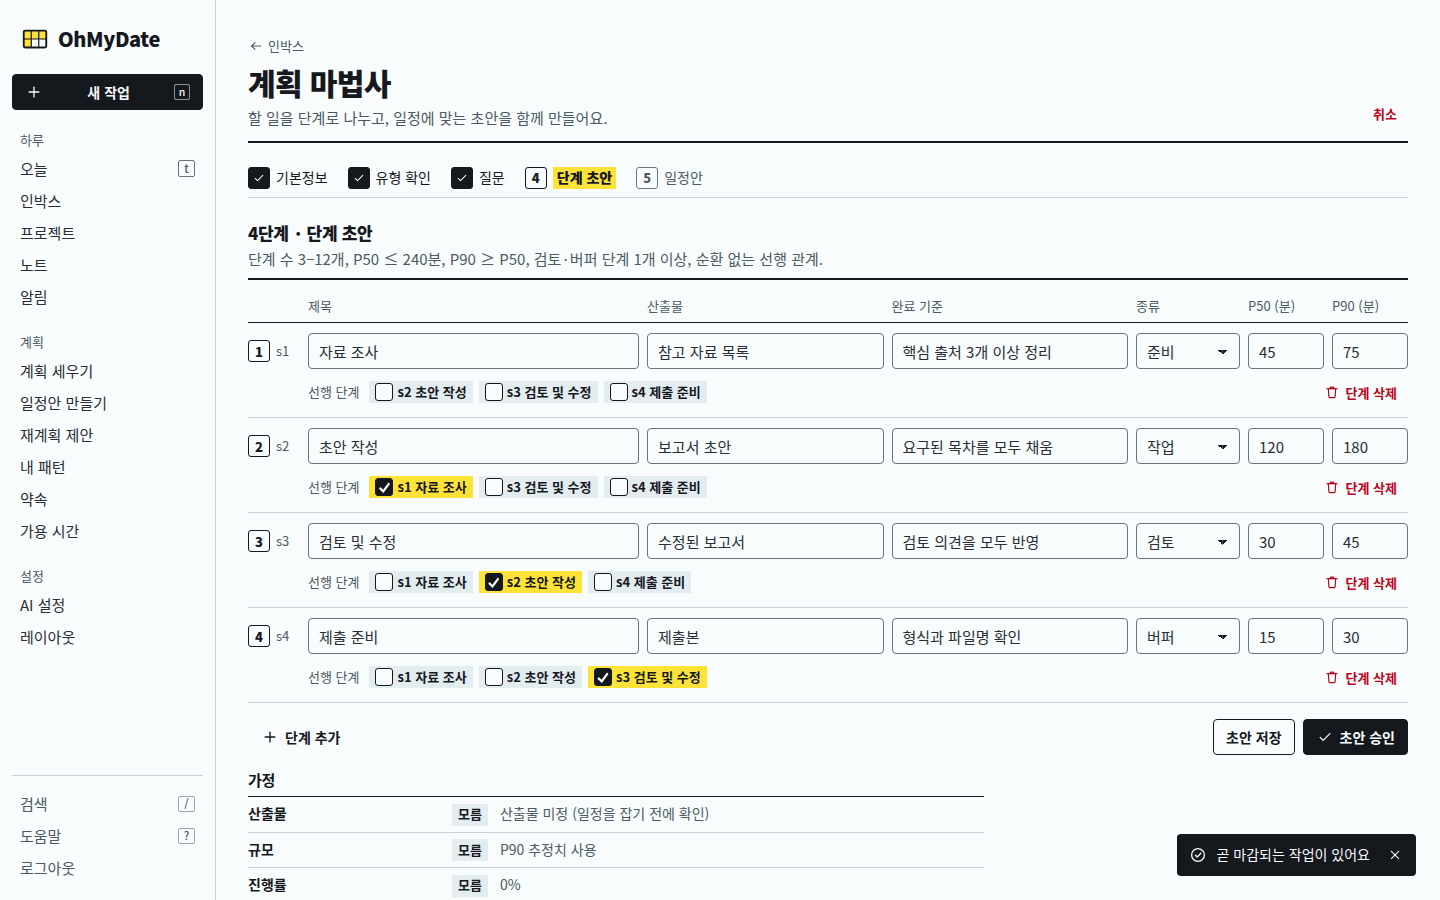 OhMyDate
새 작업 n
하루
오늘 t
인박스
프로젝트
노트
알림
계획
계획 세우기
일정안 만들기
재계획 제안
내 패턴
약속
가용 시간
설정
AI 설정
레이아웃
검색 /
도움말 ?
로그아웃
← 인박스
계획 마법사
할 일을 단계로 나누고, 일정에 맞는 초안을 함께 만들어요.
취소
기본정보 유형 확인 질문 4 단계 초안 5 일정안
4단계 · 단계 초안
단계 수 3–12개, P50 ≤ 240분, P90 ≥ P50, 검토·버퍼 단계 1개 이상, 순환 없는 선행 관계.
제목 산출물 완료 기준 종류 P50 (분) P90 (분)
1 s1 자료 조사 참고 자료 목록 핵심 출처 3개 이상 정리 준비 45 75
선행 단계 s2 초안 작성 s3 검토 및 수정 s4 제출 준비 단계 삭제
2 s2 초안 작성 보고서 초안 요구된 목차를 모두 채움 작업 120 180
선행 단계 s1 자료 조사 s3 검토 및 수정 s4 제출 준비 단계 삭제
3 s3 검토 및 수정 수정된 보고서 검토 의견을 모두 반영 검토 30 45
선행 단계 s1 자료 조사 s2 초안 작성 s4 제출 준비 단계 삭제
4 s4 제출 준비 제출본 형식과 파일명 확인 버퍼 15 30
선행 단계 s1 자료 조사 s2 초안 작성 s3 검토 및 수정 단계 삭제
단계 추가 초안 저장 초안 승인
가정
산출물 모름 산출물 미정 (일정을 잡기 전에 확인)
규모 모름 P90 추정치 사용
진행률 모름 0%
곧 마감되는 작업이 있어요